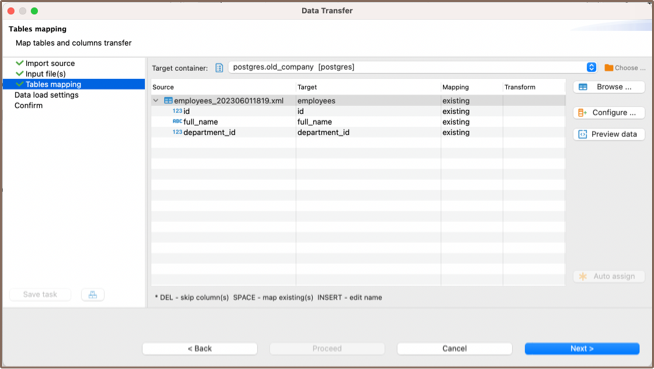 Data Transfer
Tables mapping
Map tables and columns transfer
Import source
Input file(s)
Tables mapping
Data load settings
Confirm
Target container: postgres.old_company [postgres] Choose ...
Source Target Mapping Transform
employees_202306011819.xml employees existing
123 id id existing
ABC full_name full_name existing
123 department_id department_id existing
Browse ...
Configure ...
Preview data
Auto assign
Save task
* DEL - skip column(s) SPACE - map existing(s) INSERT - edit name
< Back Proceed Cancel Next >